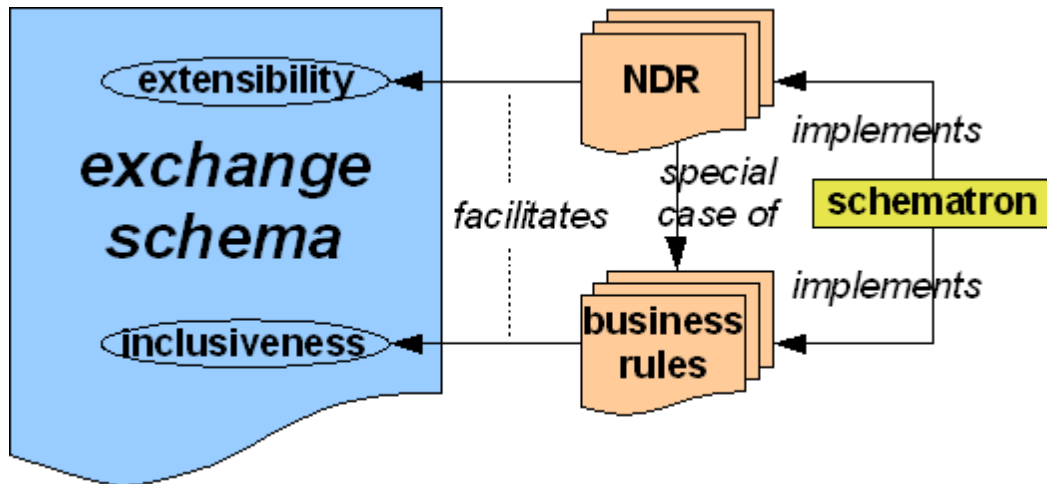 extensibility
exchange
schema
inclusiveness
facilitates
NDR
special
case of
business
rules
implements
schematron
implements